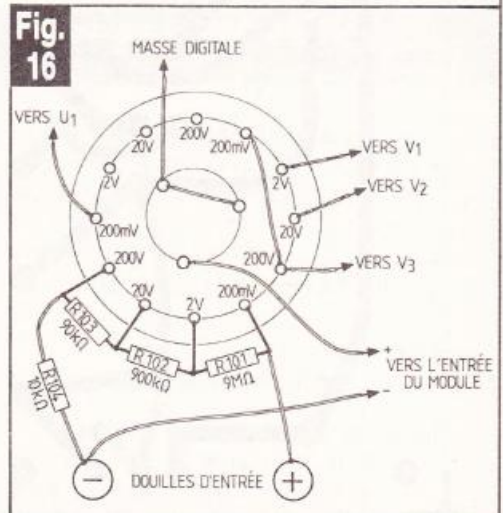 Fig.
16
MASSE DIGITALE
VERS U1
200V
20V
200mV
2V
2V
VERS V1
200mV
20V
VERS V2
200V
200V
VERS V3
20V
2V
200mV
R103
90kΩ
R102
900kΩ
R101
9MΩ
R104
10kΩ
+
VERS L'ENTRÉE
DU MODULE
-
- DOUILLES D'ENTRÉE +